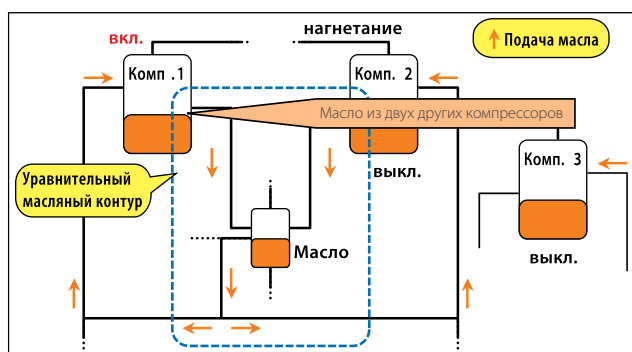 вкл.
нагнетание
Подача масла
Комп .1
Комп. 2
Масло из двух других компрессоров
Комп. 3
выкл.
Уравнительный
масляный контур
Масло
выкл.